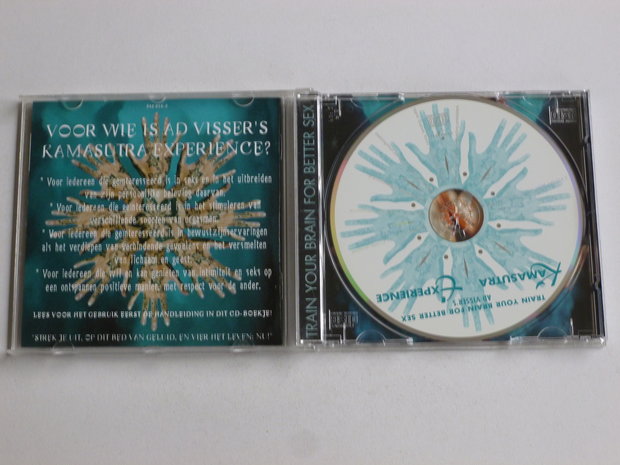 VOOR WIE IS AD VISSER'S
KAMASUTRA EXPERIENCE?
* Voor iedereen die geinteresseerd is in seks en in het uitbreiden
van zijn persoonlijke beleving daarvan.
* Voor iedereen die geinteresseerd is in het stimuleren van
verschillende soorten van orgasmen.
* Voor iedereen die geinteresseerd is in bewustzijnservaringen
als het verdiepen van verbindende gevoelens en het versmelten
van lichaam en geest.
* Voor iedereen die wil en kan genieten van intimiteit en seks op
een ontspannen positieve manier, met respect voor de ander.
LEES VOOR HET GEBRUIK EERST DE HANDLEIDING IN DIT CD-BOEKJE!
'STREK JE UIT, OP DIT BED VAN GELUID, EN VIER HET LEVEN: NU!'
TRAIN YOUR BRAIN FOR BETTER SEX
KAMASUTRA
EXPERIENCE
AD VISSER'S
TRAIN YOUR BRAIN FOR BETTER SEX